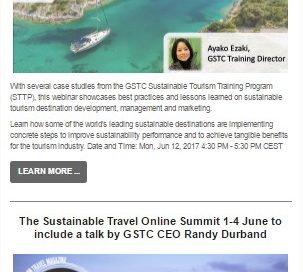 Ayako Ezaki,
GSTC Training Director
With several case studies from the GSTC Sustainable Tourism Training Program
(STTP), this webinar showcases best practices and lessons learned on sustainable
tourism destination development, management and marketing.
Learn how some of the world's leading sustainable destinations are implementing
concrete steps to improve sustainability performance and to achieve tangible benefits
for the tourism industry. Date and Time: Mon, Jun 12, 2017 4:30 PM - 5:30 PM CEST
LEARN MORE ...
The Sustainable Travel Online Summit 1-4 June to
include a talk by GSTC CEO Randy Durband
TRAVEL MAGAZINE